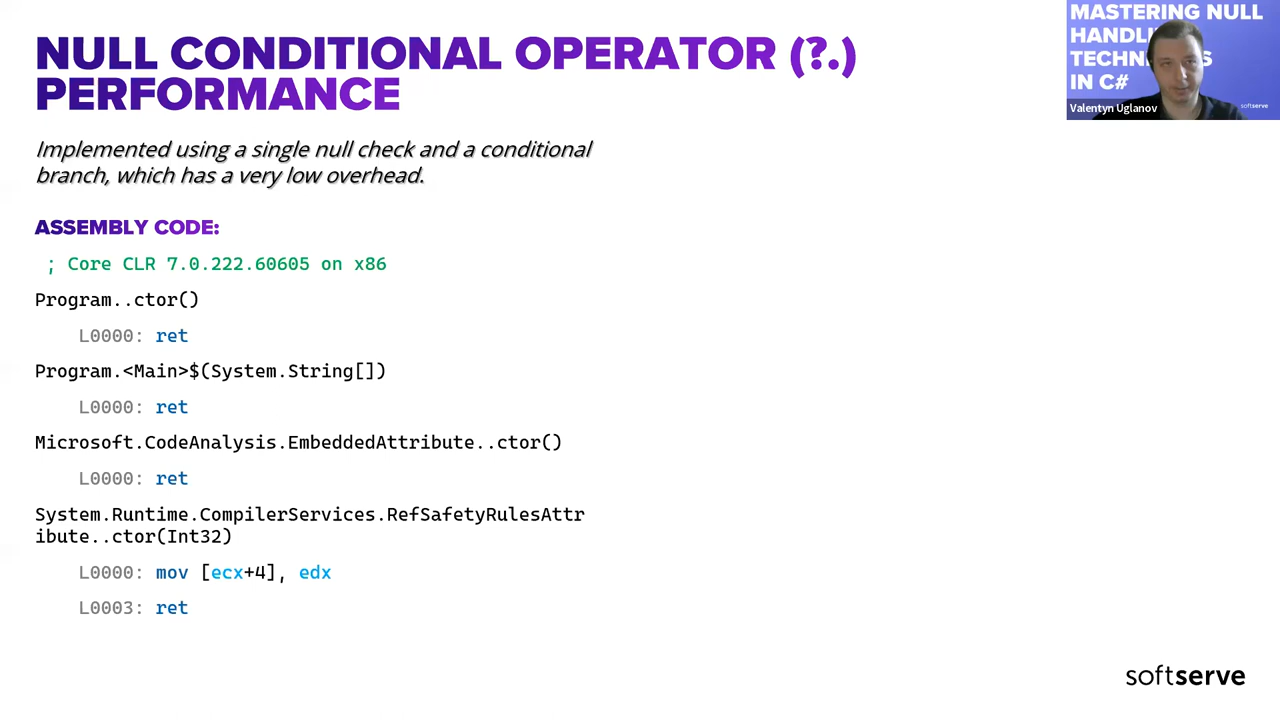 NULL CONDITIONAL OPERATOR (?.)
PERFORMANCE
Implemented using a single null check and a conditional
branch, which has a very low overhead.
ASSEMBLY CODE:
; Core CLR 7.0.222.60605 on x86
Program..ctor()
L0000: ret
Program.<Main>$(System.String[])
L0000: ret
Microsoft.CodeAnalysis.EmbeddedAttribute..ctor()
L0000: ret
System.Runtime.CompilerServices.RefSafetyRulesAttr
ibute..ctor(Int32)
L0000: mov [ecx+4], edx
L0003: ret
MASTERING NULL
IN C#
Valentyn Uglanov
softserve
softserve